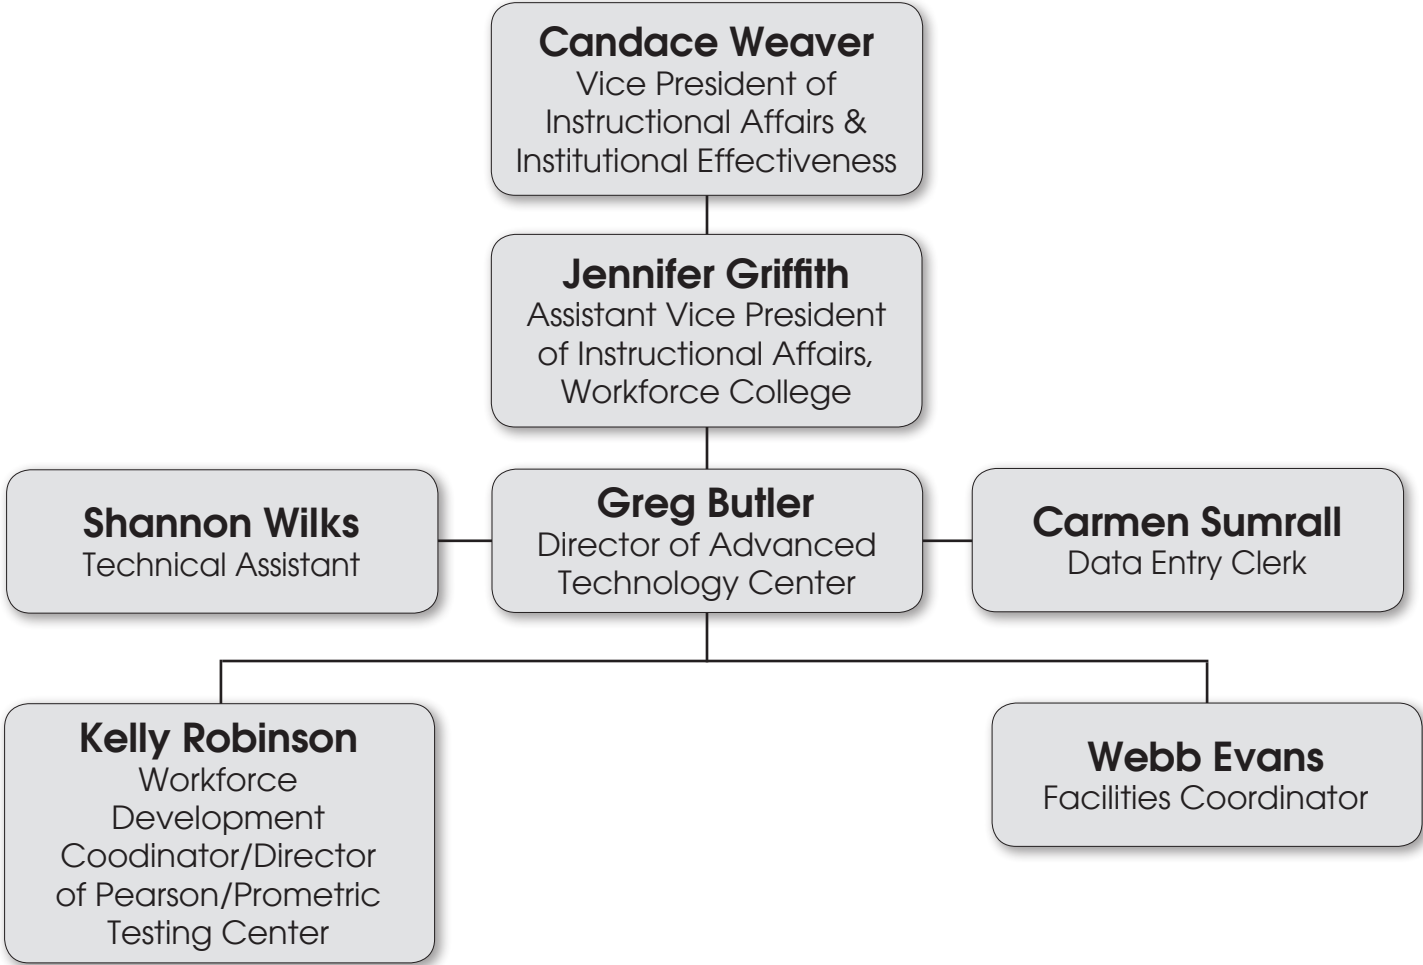 Candace Weaver
Vice President of
Instructional Affairs &
Institutional Effectiveness
Jennifer Griffith
Assistant Vice President
of Instructional Affairs,
Workforce College
Shannon Wilks
Technical Assistant
Greg Butler
Director of Advanced
Technology Center
Carmen Sumrall
Data Entry Clerk
Kelly Robinson
Workforce
Development
Coodinator/Director
of Pearson/Prometric
Testing Center
Webb Evans
Facilities Coordinator